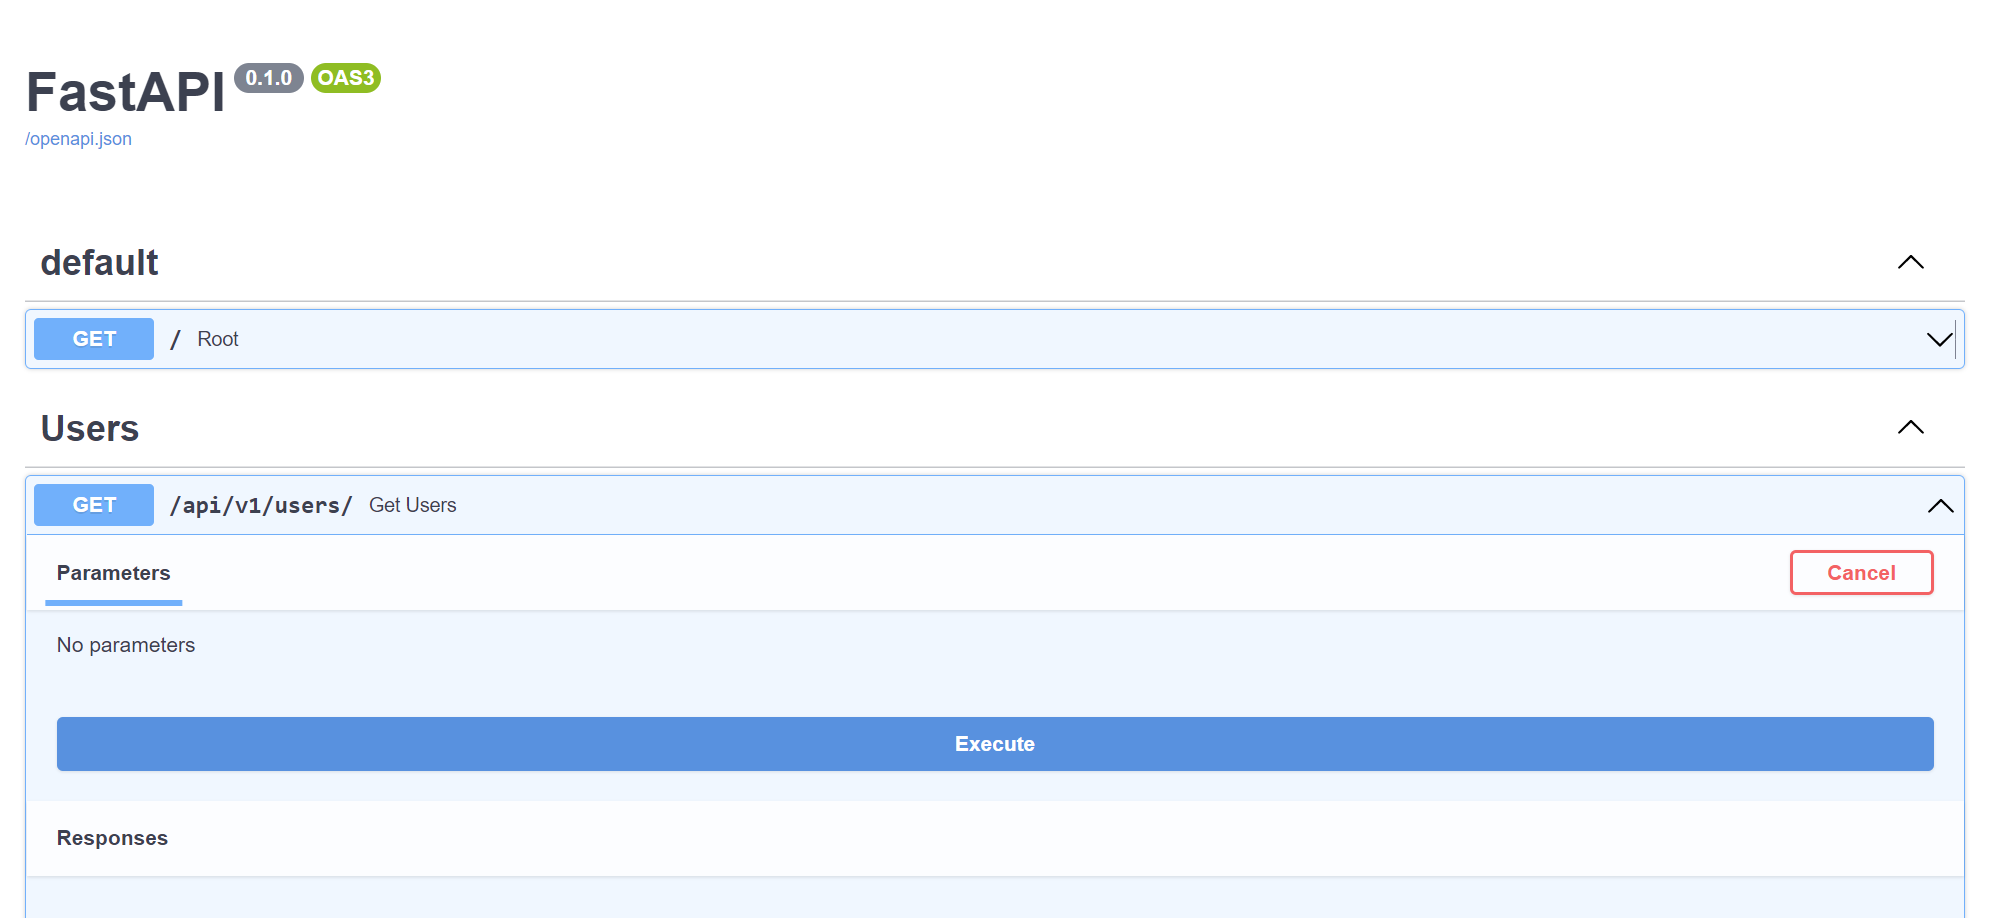 FastAPI 0.1.0 OAS3
/openapi.json
default
GET / Root
Users
GET /api/v1/users/ Get Users
Parameters Cancel
No parameters
Execute
Responses